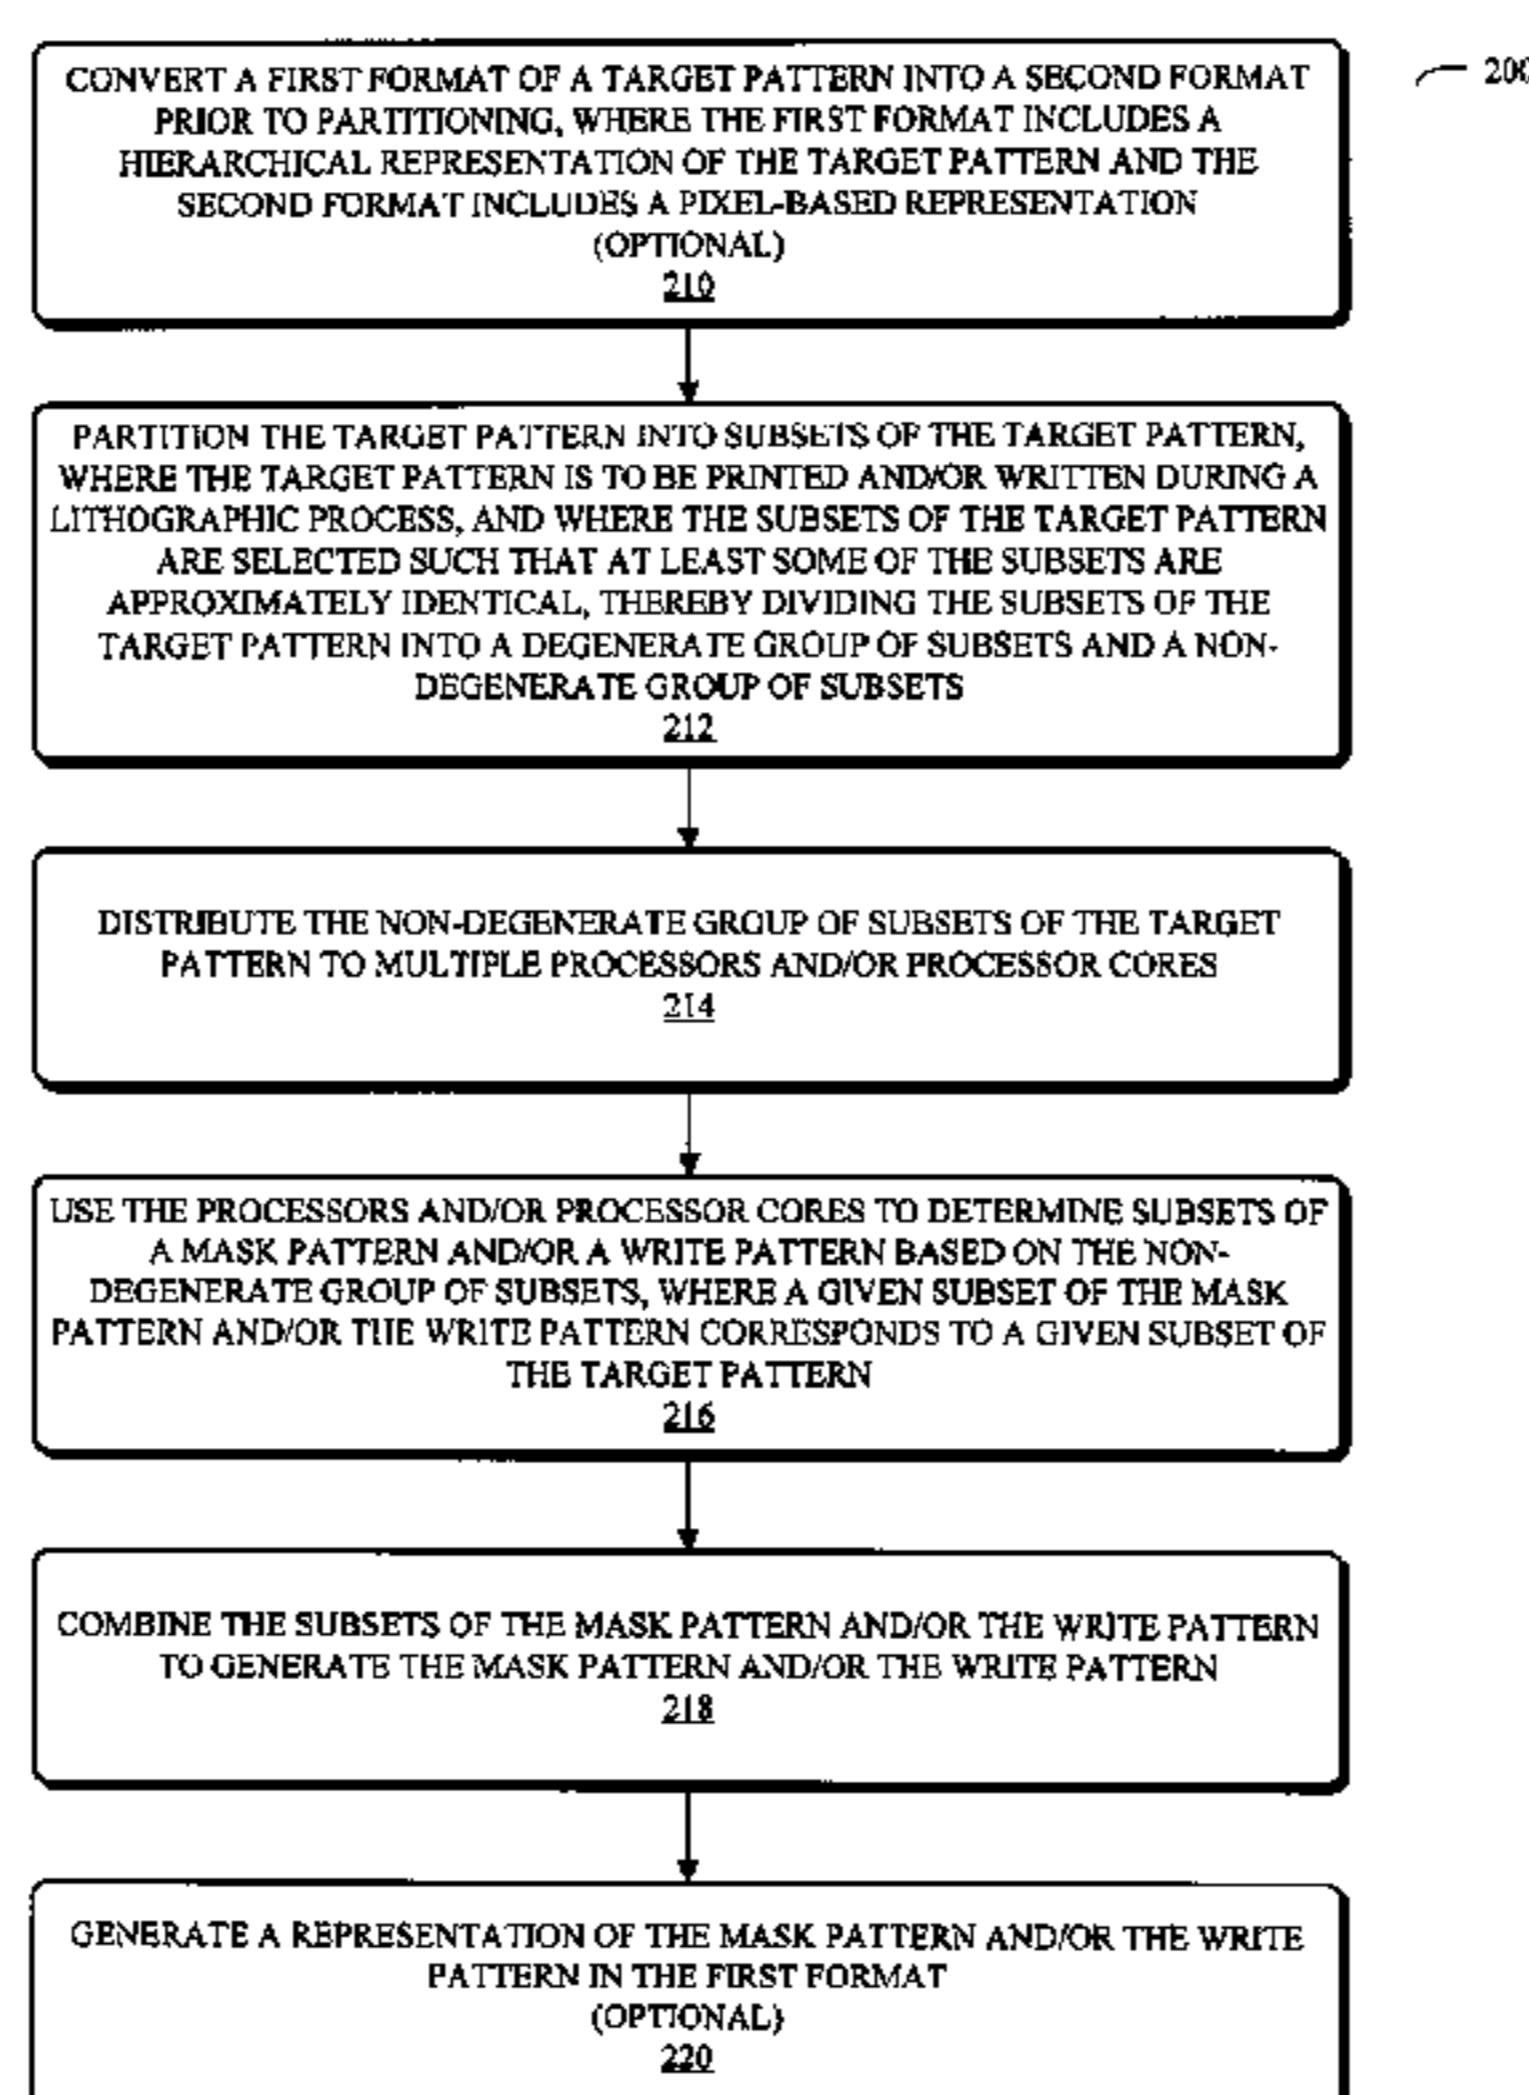 CONVERT A FIRST FORMAT OF A TARGET PATTERN INTO A SECOND FORMAT
PRIOR TO PARTITIONING, WHERE THE FIRST FORMAT INCLUDES A
HIERARCHICAL REPRESENTATION OF THE TARGET PATTERN AND THE
SECOND FORMAT INCLUDES A PIXEL-BASED REPRESENTATION
(OPTIONAL)
210
200
PARTITION THE TARGET PATTERN INTO SUBSETS OF THE TARGET PATTERN,
WHERE THE TARGET PATTERN IS TO BE PRINTED AND/OR WRITTEN DURING A
LITHOGRAPHIC PROCESS, AND WHERE THE SUBSETS OF THE TARGET PATTERN
ARE SELECTED SUCH THAT AT LEAST SOME OF THE SUBSETS ARE
APPROXIMATELY IDENTICAL, THEREBY DIVIDING THE SUBSETS OF THE
TARGET PATTERN INTO A DEGENERATE GROUP OF SUBSETS AND A NON-
DEGENERATE GROUP OF SUBSETS
212
DISTRIBUTE THE NON-DEGENERATE GROUP OF SUBSETS OF THE TARGET
PATTERN TO MULTIPLE PROCESSORS AND/OR PROCESSOR CORES
214
USE THE PROCESSORS AND/OR PROCESSOR CORES TO DETERMINE SUBSETS OF
A MASK PATTERN AND/OR A WRITE PATTERN BASED ON THE NON-
DEGENERATE GROUP OF SUBSETS, WHERE A GIVEN SUBSET OF THE MASK
PATTERN AND/OR THE WRITE PATTERN CORRESPONDS TO A GIVEN SUBSET OF
THE TARGET PATTERN
216
COMBINE THE SUBSETS OF THE MASK PATTERN AND/OR THE WRITE PATTERN
TO GENERATE THE MASK PATTERN AND/OR THE WRITE PATTERN
218
GENERATE A REPRESENTATION OF THE MASK PATTERN AND/OR THE WRITE
PATTERN IN THE FIRST FORMAT
(OPTIONAL)
220